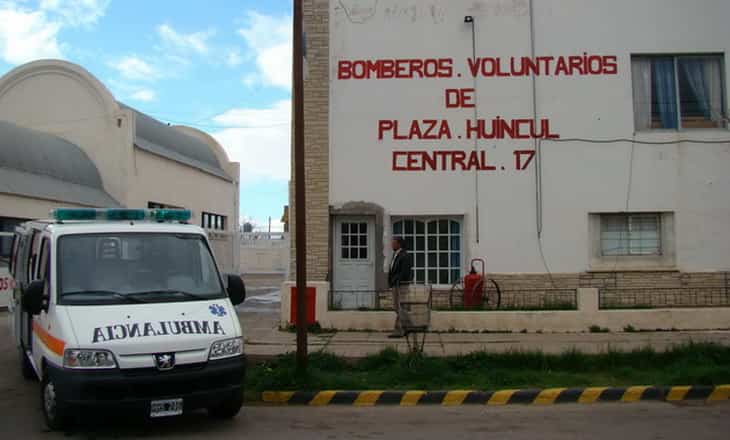 BOMBEROS. VOLUNTARIOS
DE
PLAZA. HUINCUL
CENTRAL. 17
AMBULANCIA